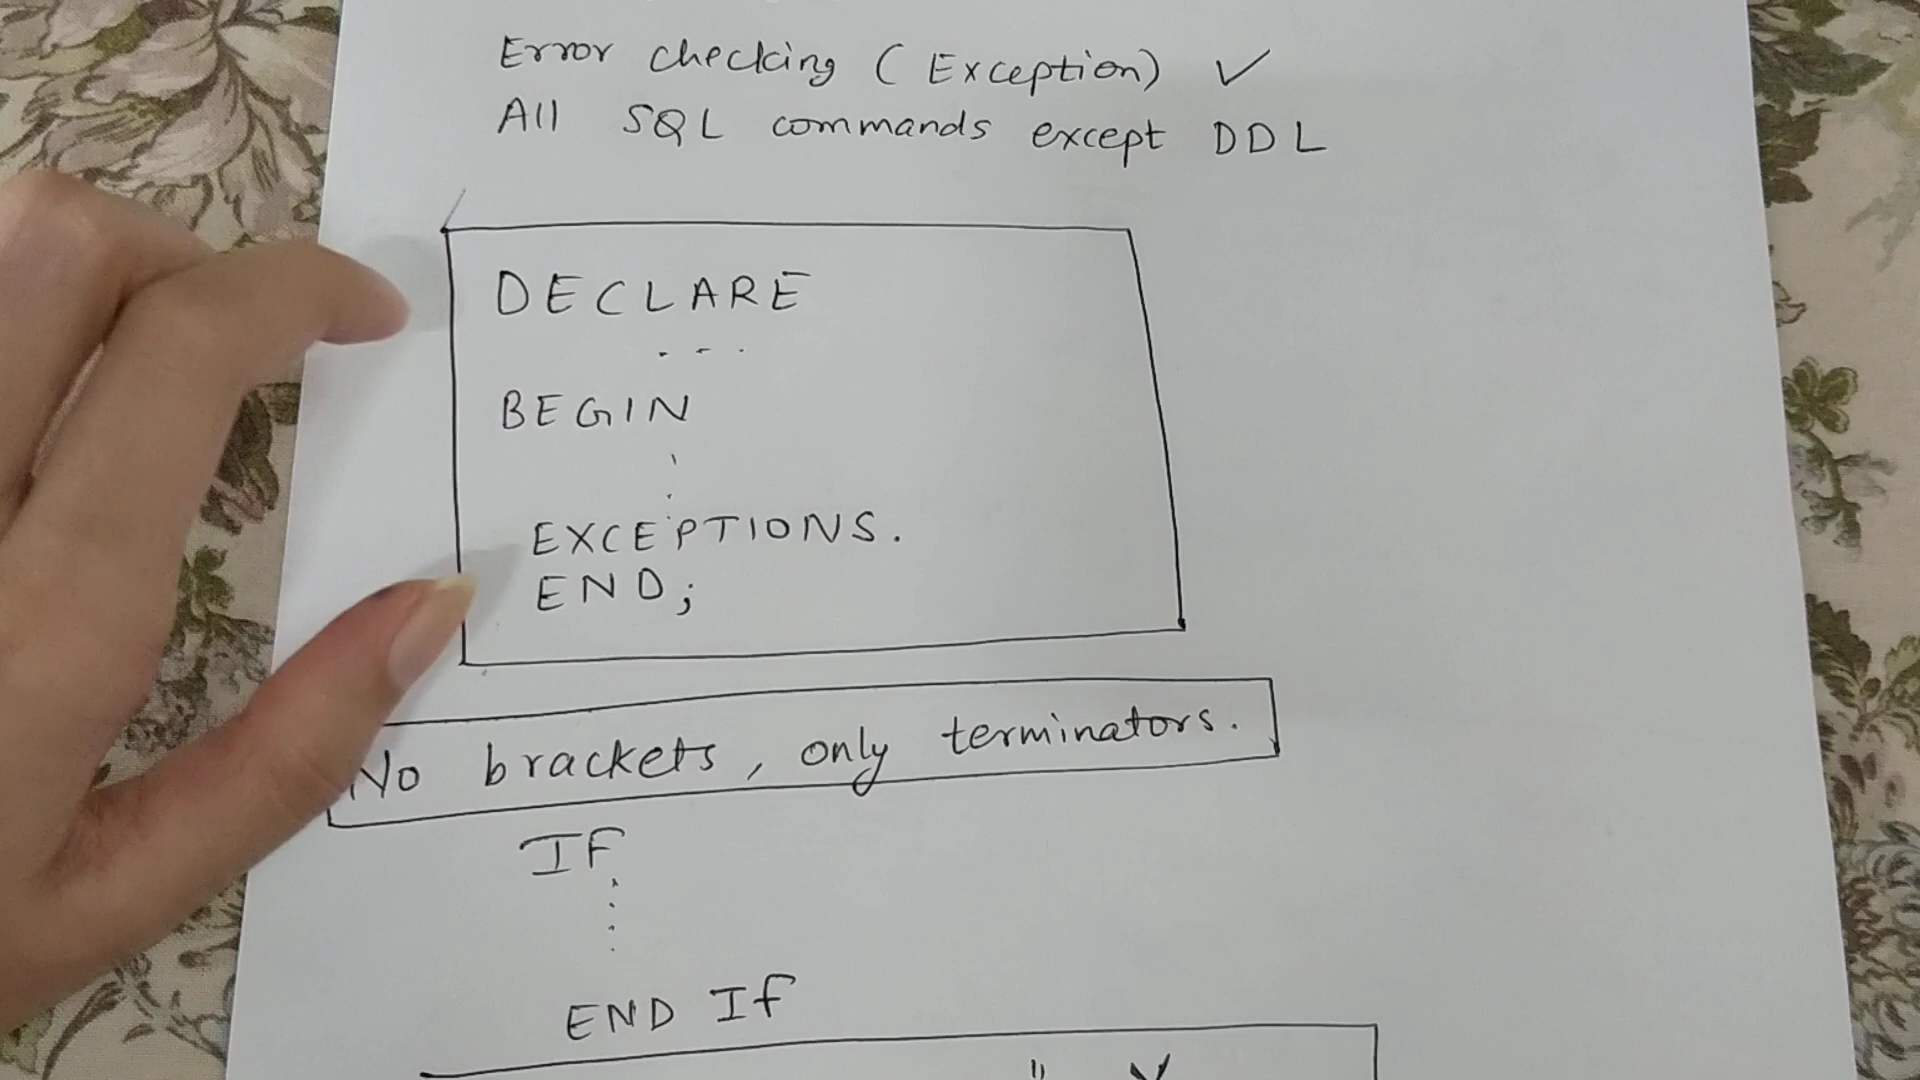 Error checking (Exception) ✓
All SQL commands except DDL
DECLARE
...
BEGIN
:
EXCEPTIONS.
END;
No brackets, only terminators.
If
....
END If